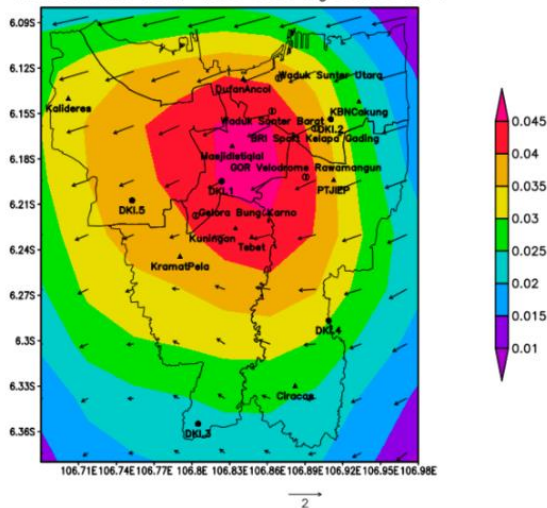 6.09S
6.12S
6.15S
6.18S
6.21S
6.24S
6.27S
6.3S
6.33S
6.36S
Waduk Sunter Utara
DufanAncol
Kalideres
KBNCakung
Waduk Sunter Barat
DKI.2
BRI Sport Kelapa Gading
MasjidIstiqlal
GOR Velodrome Rawamangun
DKI.1
PTJIEP
DKI.5
Gelora Bung Karno
Kuningan
Tebet
KramatPela
DKI.4
Ciracas
DKI.3
106.71E 106.74E 106.77E 106.8E 106.83E 106.86E 106.89E 106.92E 106.95E 106.98E
2
0.045
0.04
0.035
0.03
0.025
0.02
0.015
0.01